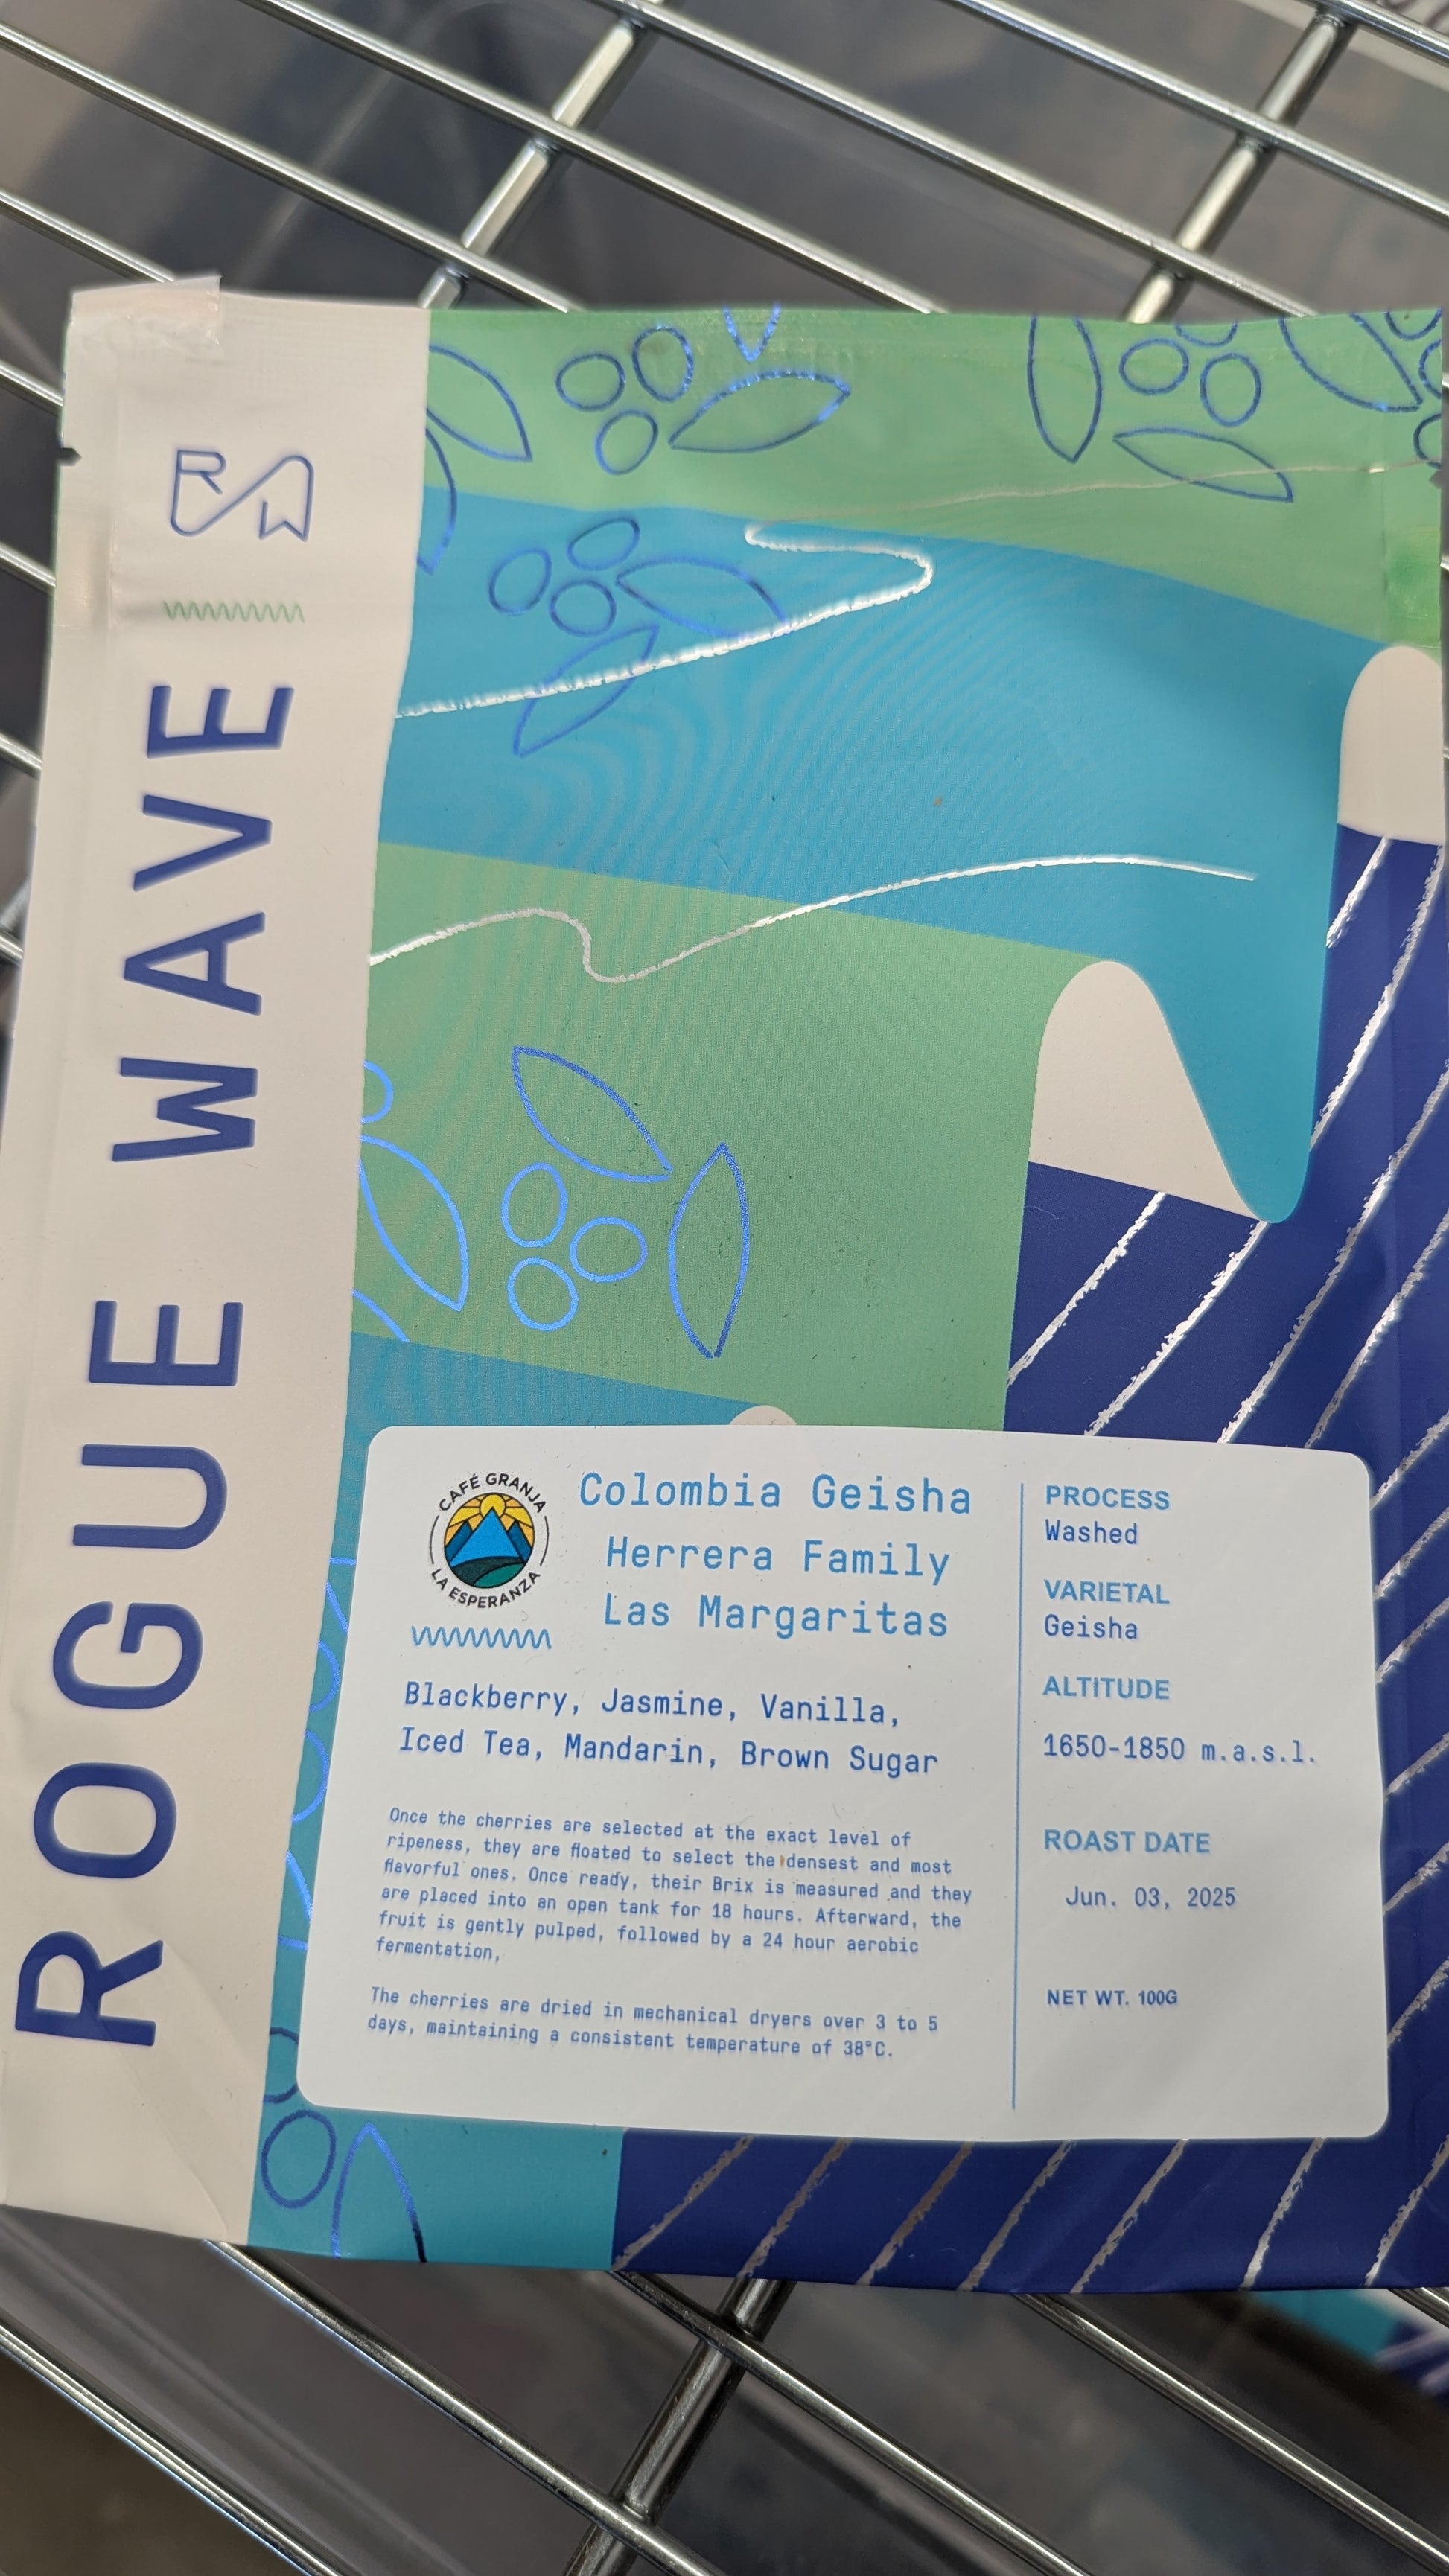 ROGUE WAVE
RW
CAFÉ GRANJA
LA ESPERANZA
Colombia Geisha
Herrera Family
Las Margaritas
Blackberry, Jasmine, Vanilla,
Iced Tea, Mandarin, Brown Sugar
Once the cherries are selected at the exact level of
ripeness, they are floated to select the densest and most
flavorful ones. Once ready, their Brix is measured and they
are placed into an open tank for 18 hours. Afterward, the
fruit is gently pulped, followed by a 24 hour aerobic
fermentation,
The cherries are dried in mechanical dryers over 3 to 5
days, maintaining a consistent temperature of 38°C.
PROCESS
Washed
VARIETAL
Geisha
ALTITUDE
1650-1850 m.a.s.l.
ROAST DATE
Jun. 03, 2025
NET WT. 100G